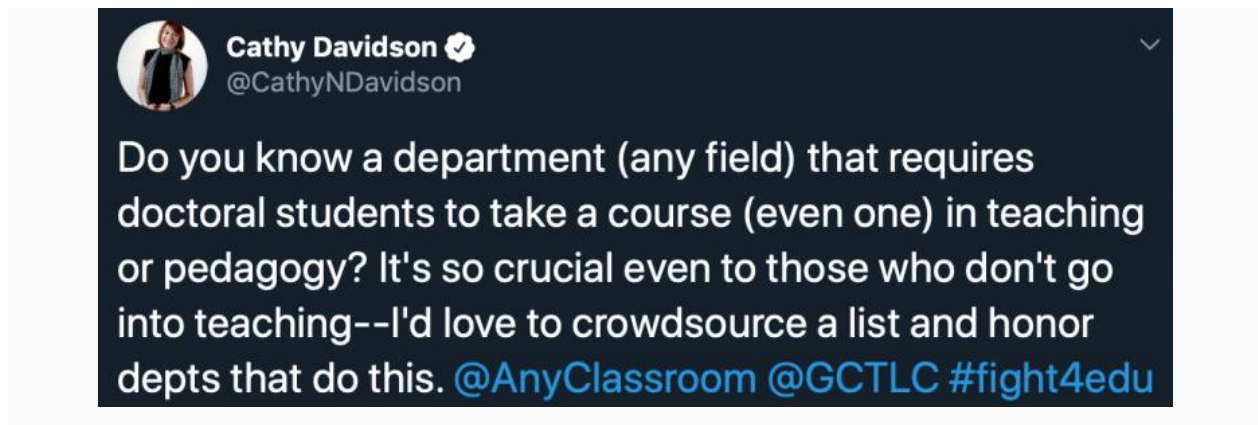 Cathy Davidson
@CathyNDavidson
Do you know a department (any field) that requires
doctoral students to take a course (even one) in teaching
or pedagogy? It's so crucial even to those who don't go
into teaching--I'd love to crowdsource a list and honor
depts that do this. @AnyClassroom @GCTLC #fight4edu